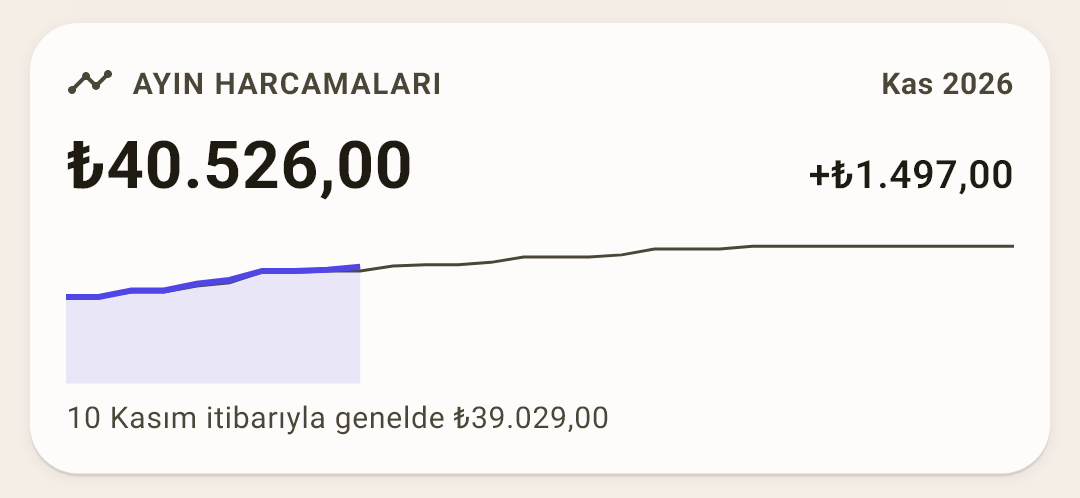 AYIN HARCAMALARI
Kas 2026
₺40.526,00
+₺1.497,00
10 Kasım itibarıyla genelde ₺39.029,00